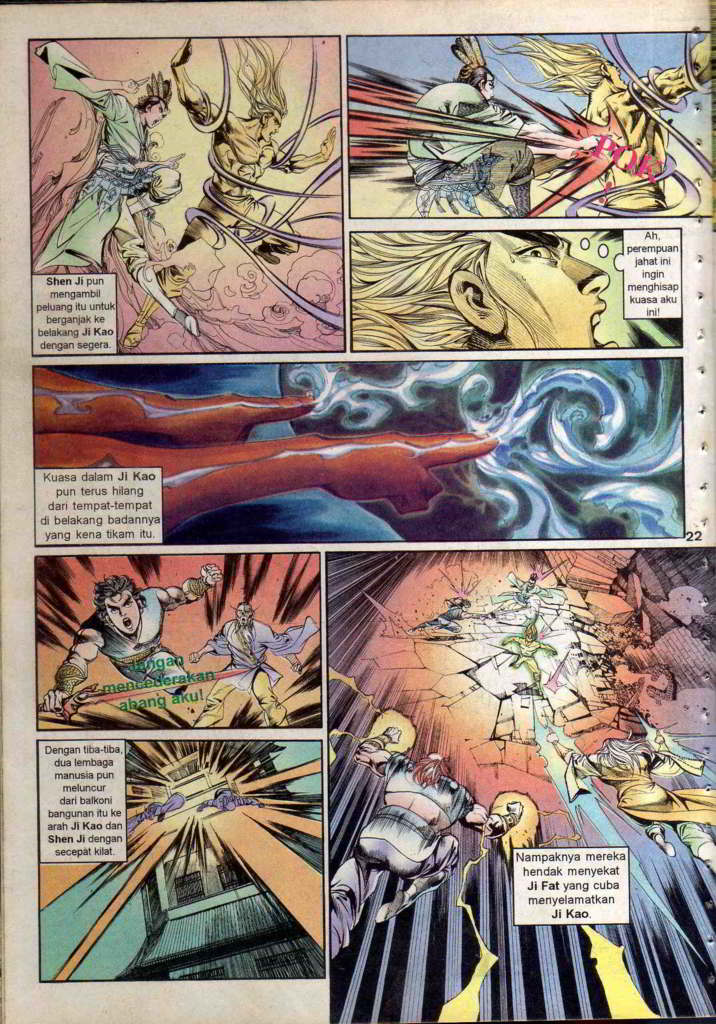 Shen Ji pun
mengambil
peluang itu untuk
berganjak ke
belakang Ji Kao
dengan segera.
POK
Ah,
perempuan
jahat ini
ingin
menghisap
kuasa aku
ini!
Kuasa dalam Ji Kao
pun terus hilang
dari tempat-tempat
di belakang badannya
yang kena tikam itu.
22
Jangan
mencederakan
abang aku!
Dengan tiba-tiba,
dua lembaga
manusia pun
meluncur
dari balkoni
bangunan itu ke
arah Ji Kao dan
Shen Ji dengan
secepat kilat.
Nampaknya mereka
hendak menyekat
Ji Fat yang cuba
menyelamatkan
Ji Kao.